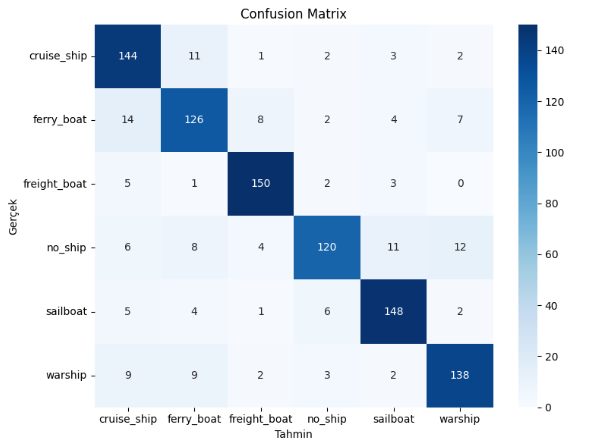 Confusion Matrix
cruise_ship 144 11 1 2 3 2
ferry_boat 14 126 8 2 4 7
freight_boat 5 1 150 2 3 0
no_ship 6 8 4 120 11 12
sailboat 5 4 1 6 148 2
warship 9 9 2 3 2 138
cruise_ship ferry_boat freight_boat no_ship sailboat warship
Tahmin
Gerçek
140
120
100
80
60
40
20
0